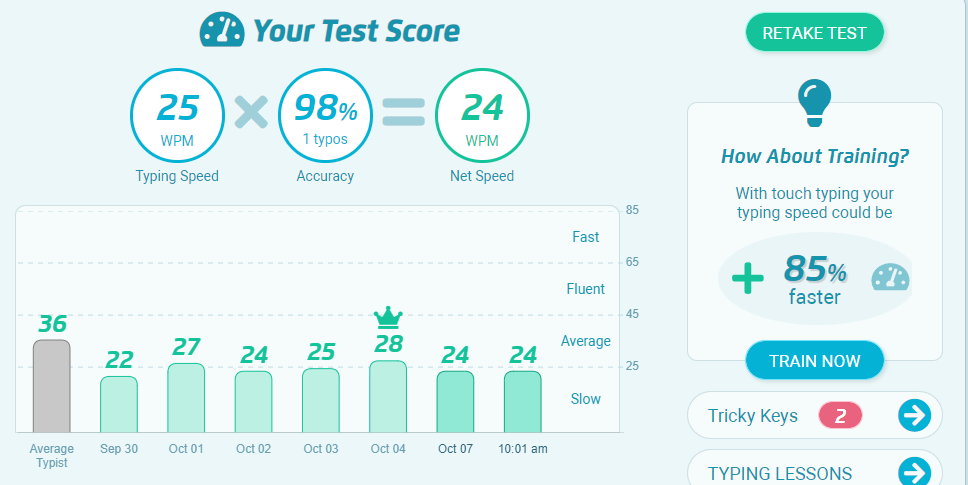 Your Test Score
RETAKE TEST
25
WPM
Typing Speed
98%
1 typos
Accuracy
24
WPM
Net Speed
85
Fast
65
Fluent
45
Average
25
Slow
36
22
27
24
25
28
24
24
Average
Typist
Sep 30
Oct 01
Oct 02
Oct 03
Oct 04
Oct 07
10:01 am
How About Training?
With touch typing your
typing speed could be
+ 85%
faster
TRAIN NOW
Tricky Keys 2
TYPING LESSONS